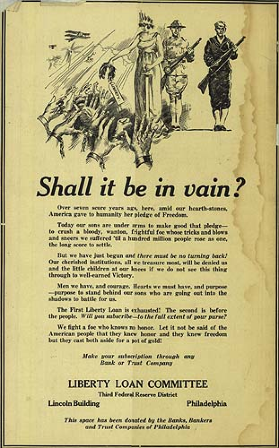 Shall it be in vain?
Over seven score years ago, here, amid our hearth-stones,
America gave to humanity her pledge of Freedom.
Today our sons are under arms to make good that pledge—
to crush a bloody, wanton, frightful foe whose tricks and blows
and sneers we suffered 'til a hundred million people rose as one,
the long score to settle.
But we have just begun and there must be no turning back!
Our cherished institutions, all we treasure most, will be denied us
and the little children at our knees if we do not see this thing
through to well-earned Victory.
Men we have, and courage. Hearts we must have, and purpose
—purpose to stand behind our sons who are going out into the
shadows to battle for us.
The First Liberty Loan is exhausted! The second is before
the people. Will you subscribe—to the full extent of your purse?
We fight a foe who knows no honor. Let it not be said of the
American people that they knew honor and they knew freedom
but they cast both aside for a pot of gold!
Make your subscription through any
Bank or Trust Company
LIBERTY LOAN COMMITTEE
Third Federal Reserve District
Lincoln Building Philadelphia
This space has been donated by the Banks, Bankers
and Trust Companies of Philadelphia